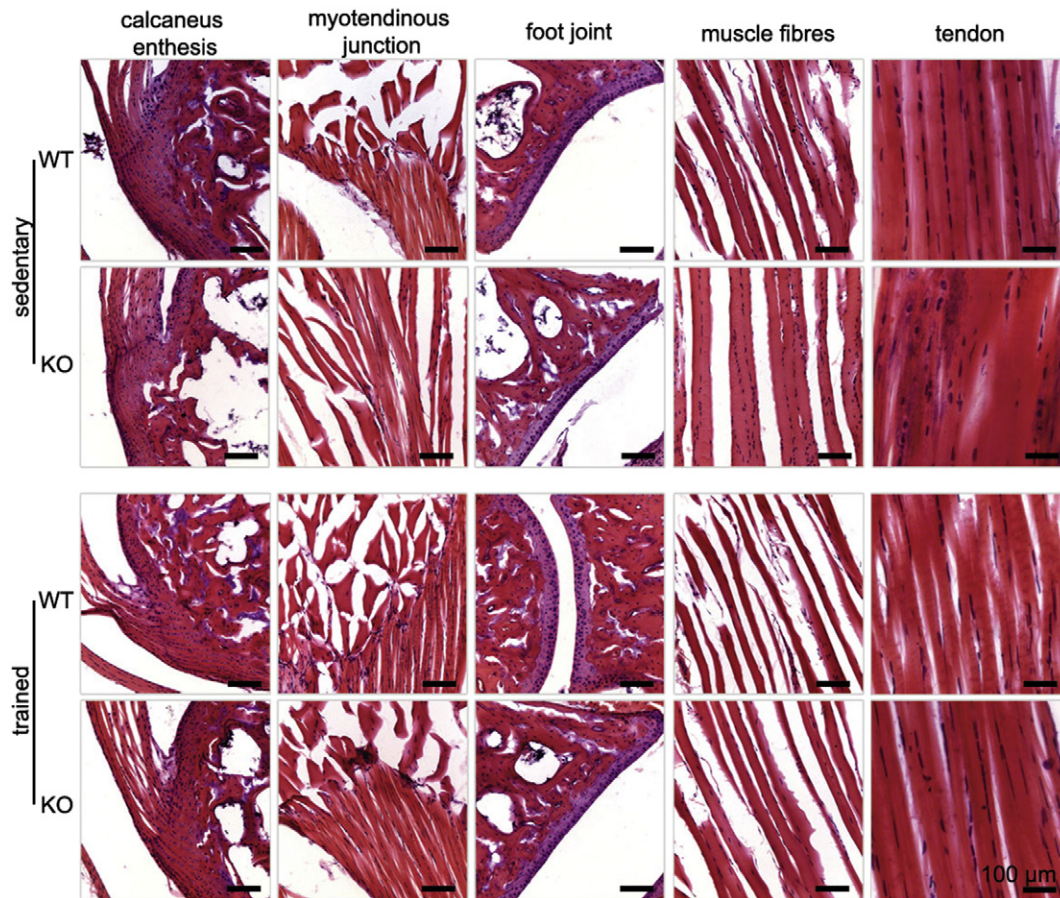 calcaneus
enthesis
myotendinous
junction
foot joint
muscle fibres
tendon
sedentary
WT
KO
trained
WT
KO
100 µm